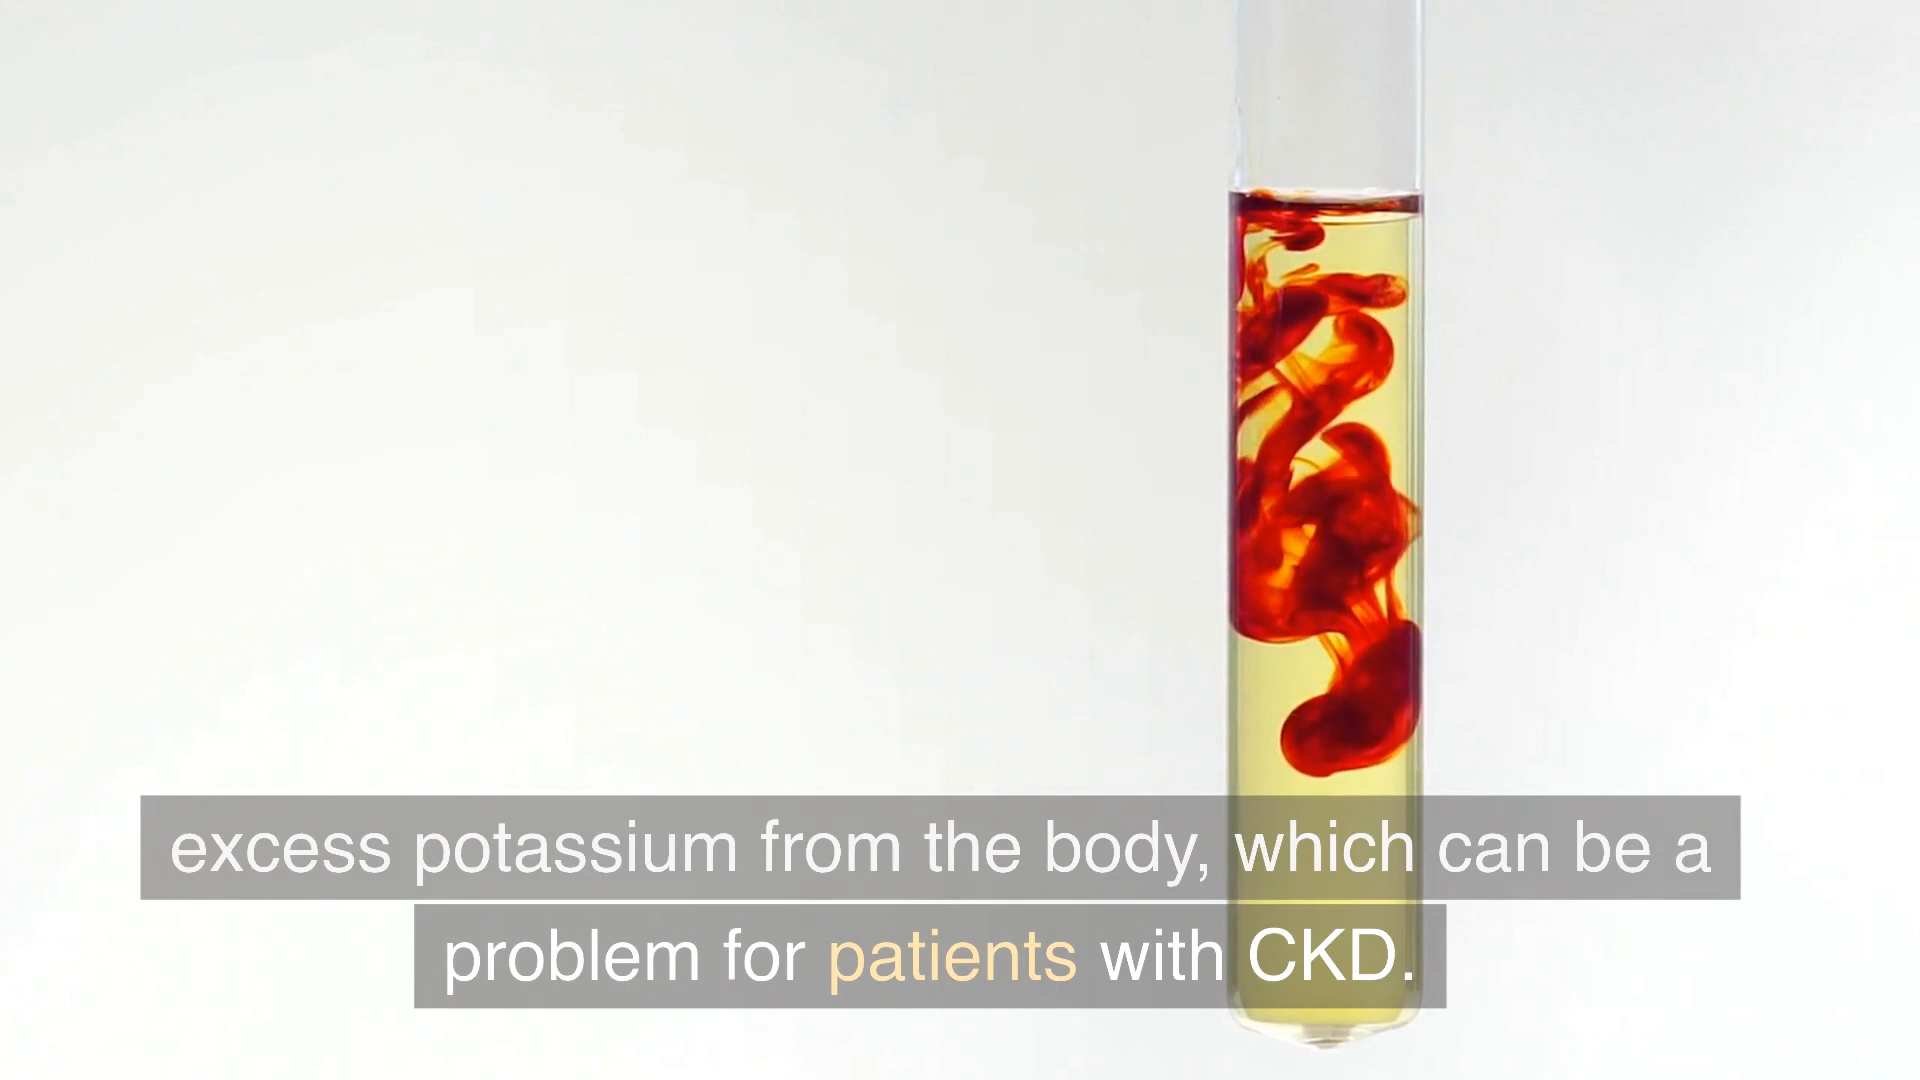 excess potassium from the body, which can be a
problem for patients with CKD.